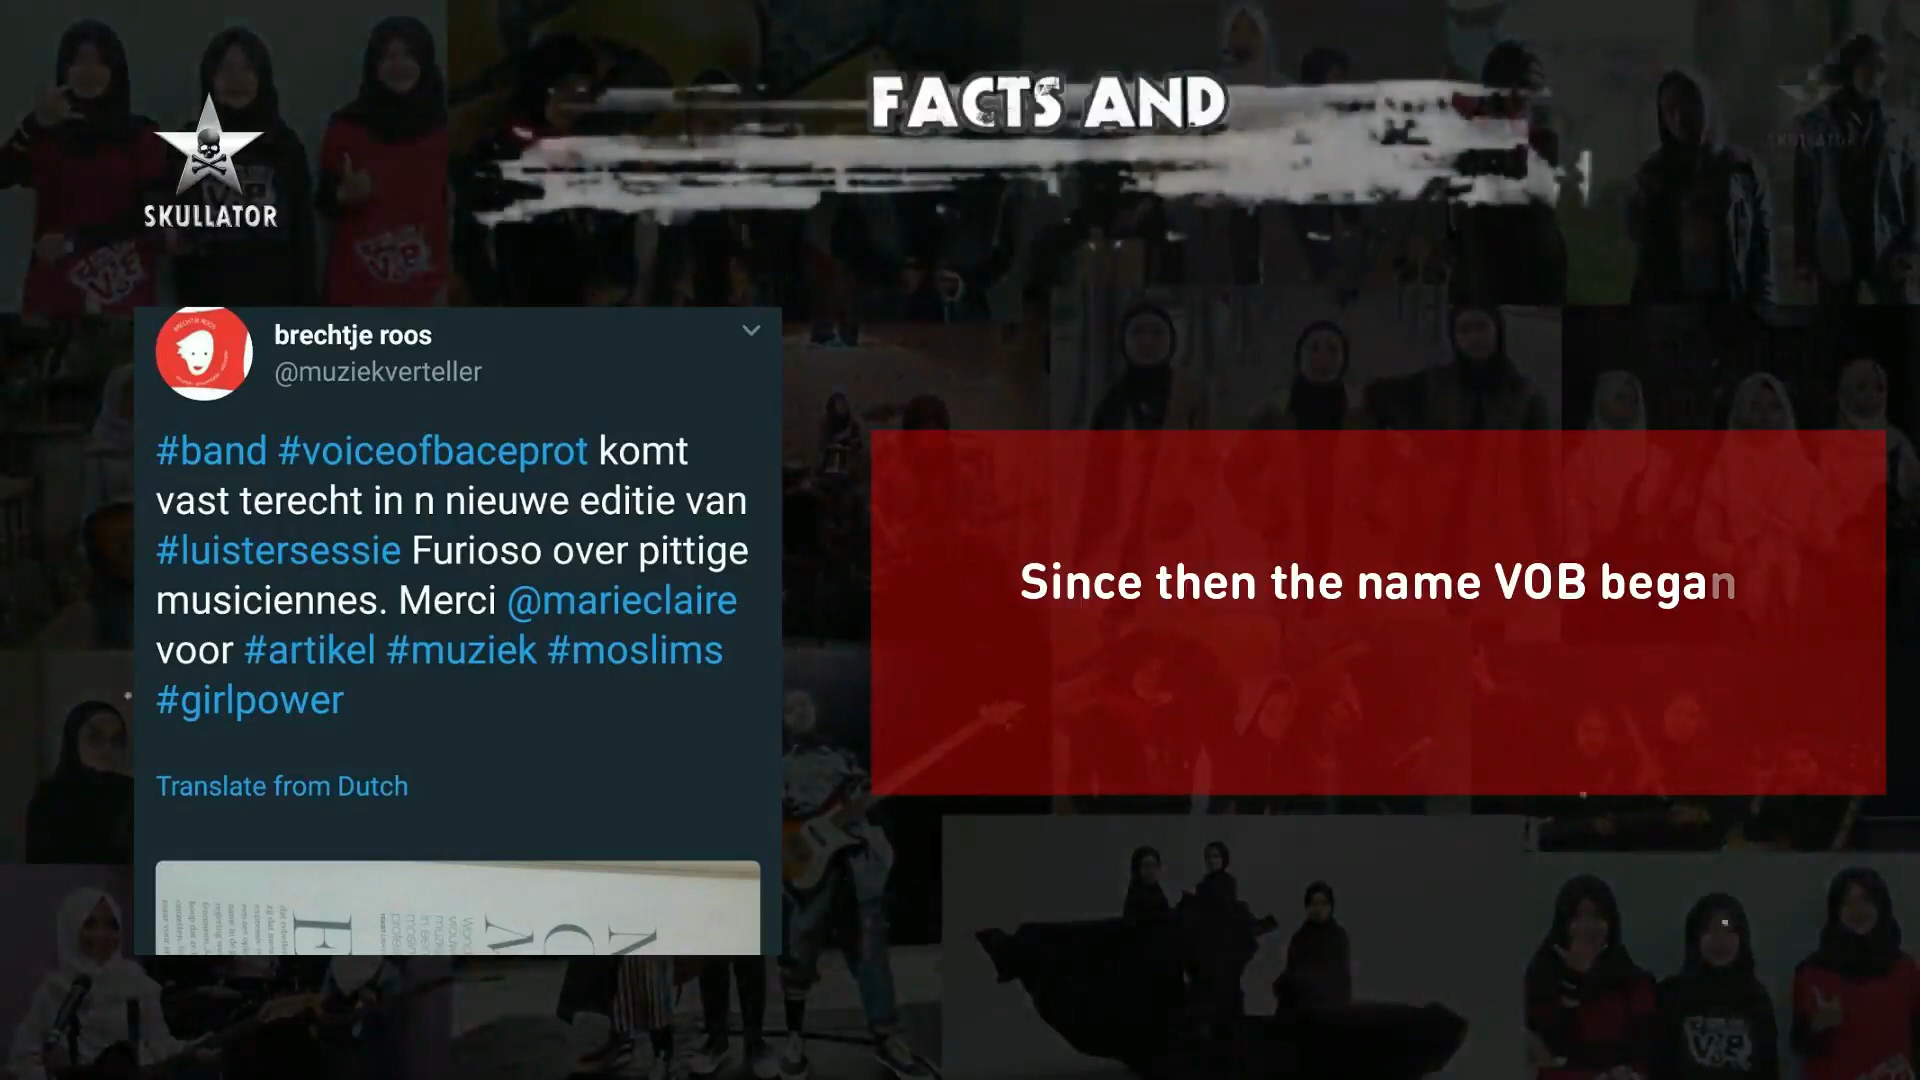 FACTS AND
SKULLATOR
brechtje roos
@muziekverteller
#band #voiceofbaceprot komt
vast terecht in n nieuwe editie van
#luistersessie Furioso over pittige
musiciennes. Merci @marieclaire
voor #artikel #muziek #moslims
#girlpower
Translate from Dutch
Since then the name VOB began